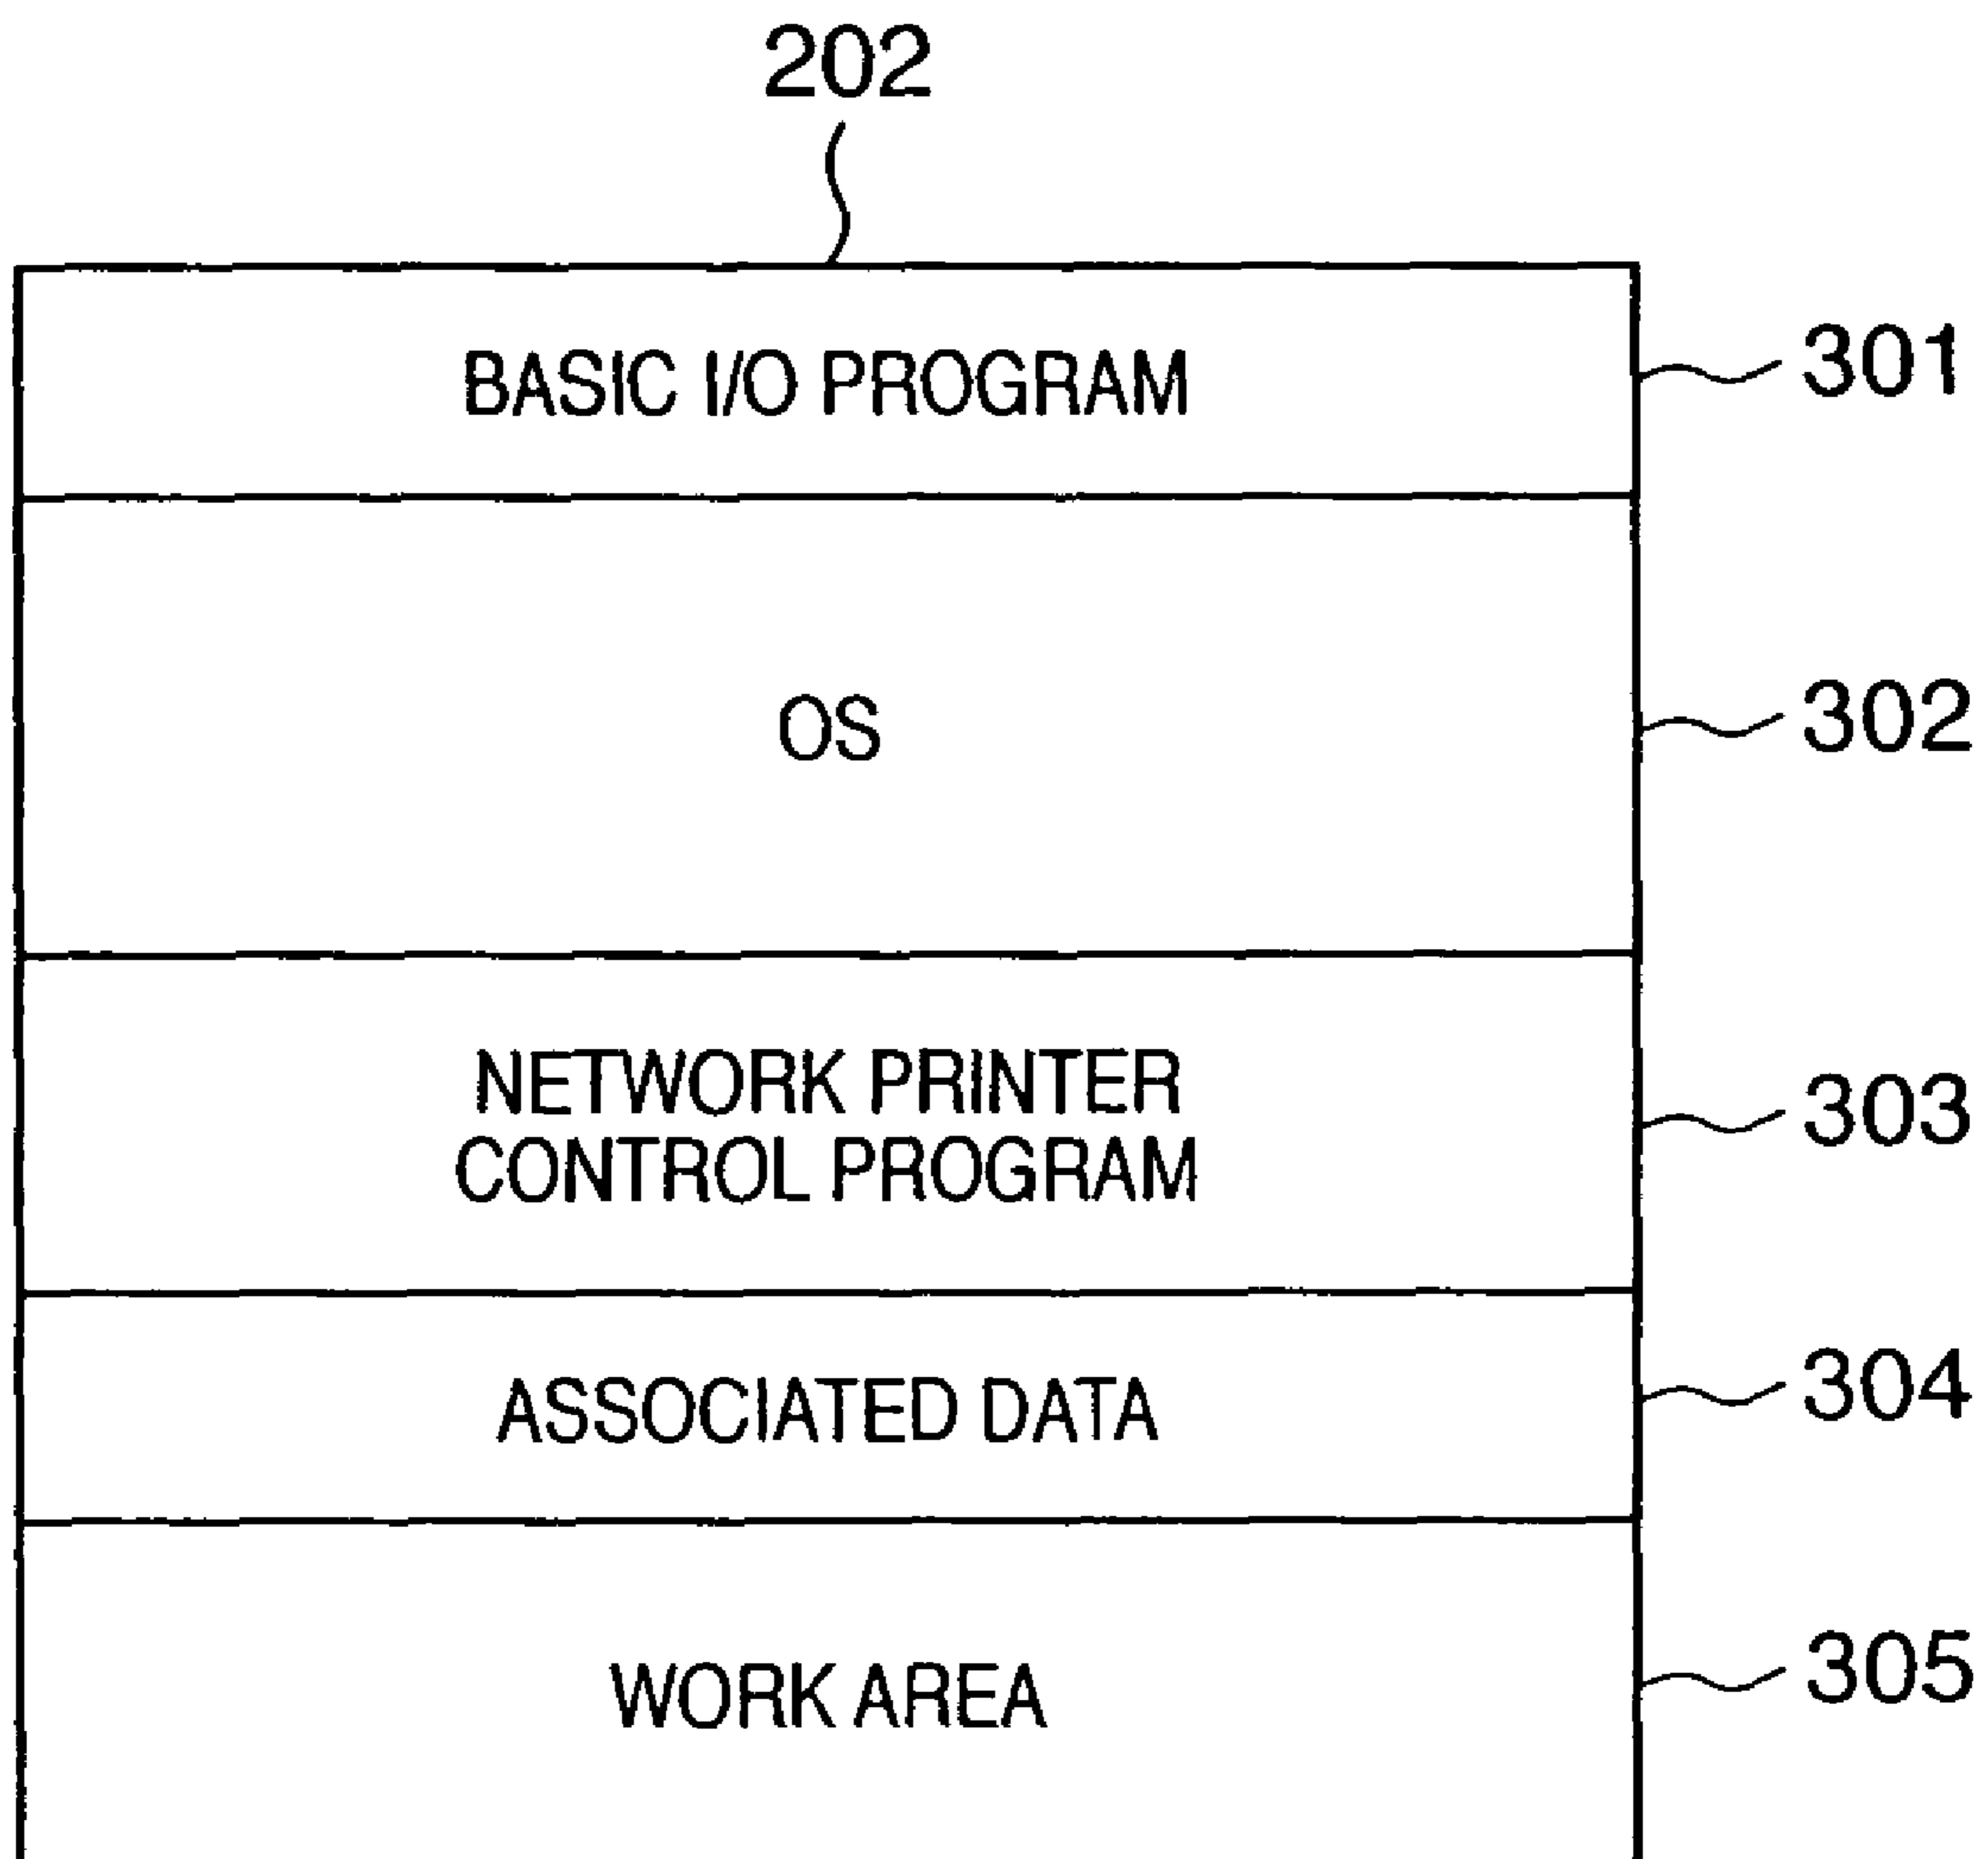 202
BASIC I/O PROGRAM
301
OS
302
NETWORK PRINTER
CONTROL PROGRAM
303
ASSOCIATED DATA
304
WORK AREA
305